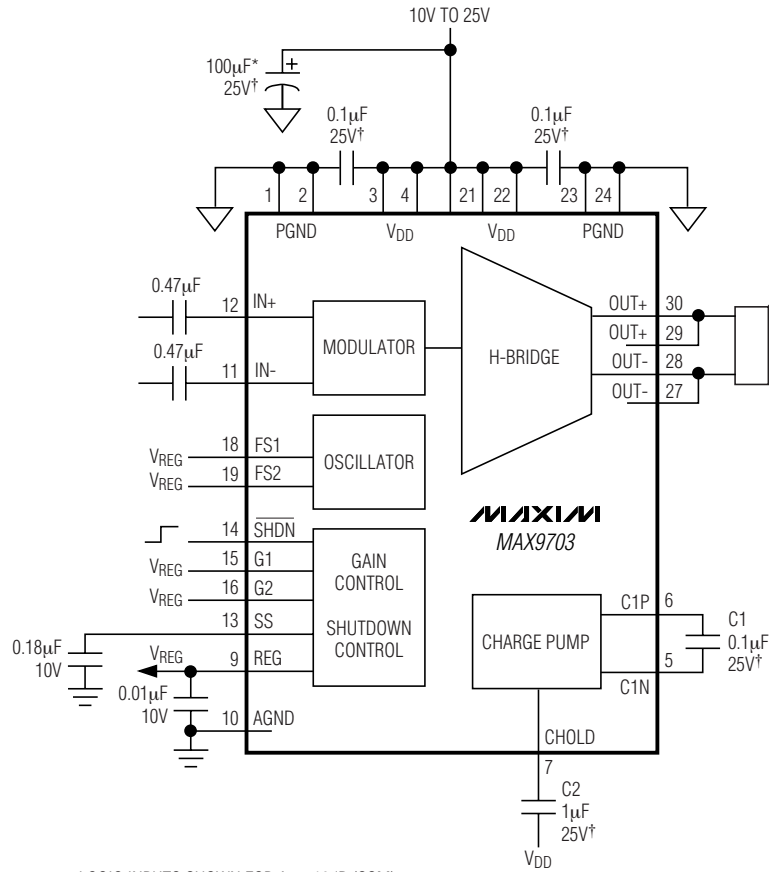 10V TO 25V
100µF*
25V†
+
0.1µF
25V†
0.1µF
25V†
1 2 3 4 21 22 23 24
PGND VDD VDD PGND
0.47µF
12 IN+
0.47µF
11 IN-
MODULATOR
H-BRIDGE
OUT+ 30
OUT+ 29
OUT- 28
OUT- 27
VREG 18 FS1
VREG 19 FS2
OSCILLATOR
14 SHDN
VREG 15 G1
VREG 16 G2
13 SS
GAIN
CONTROL
SHUTDOWN
CONTROL
MAXIM
MAX9703
0.18µF
10V
VREG 9 REG
0.01µF
10V
10 AGND
CHARGE PUMP
C1P 6
C1N 5
C1
0.1µF
25V†
CHOLD
7
C2
1µF
25V†
VDD